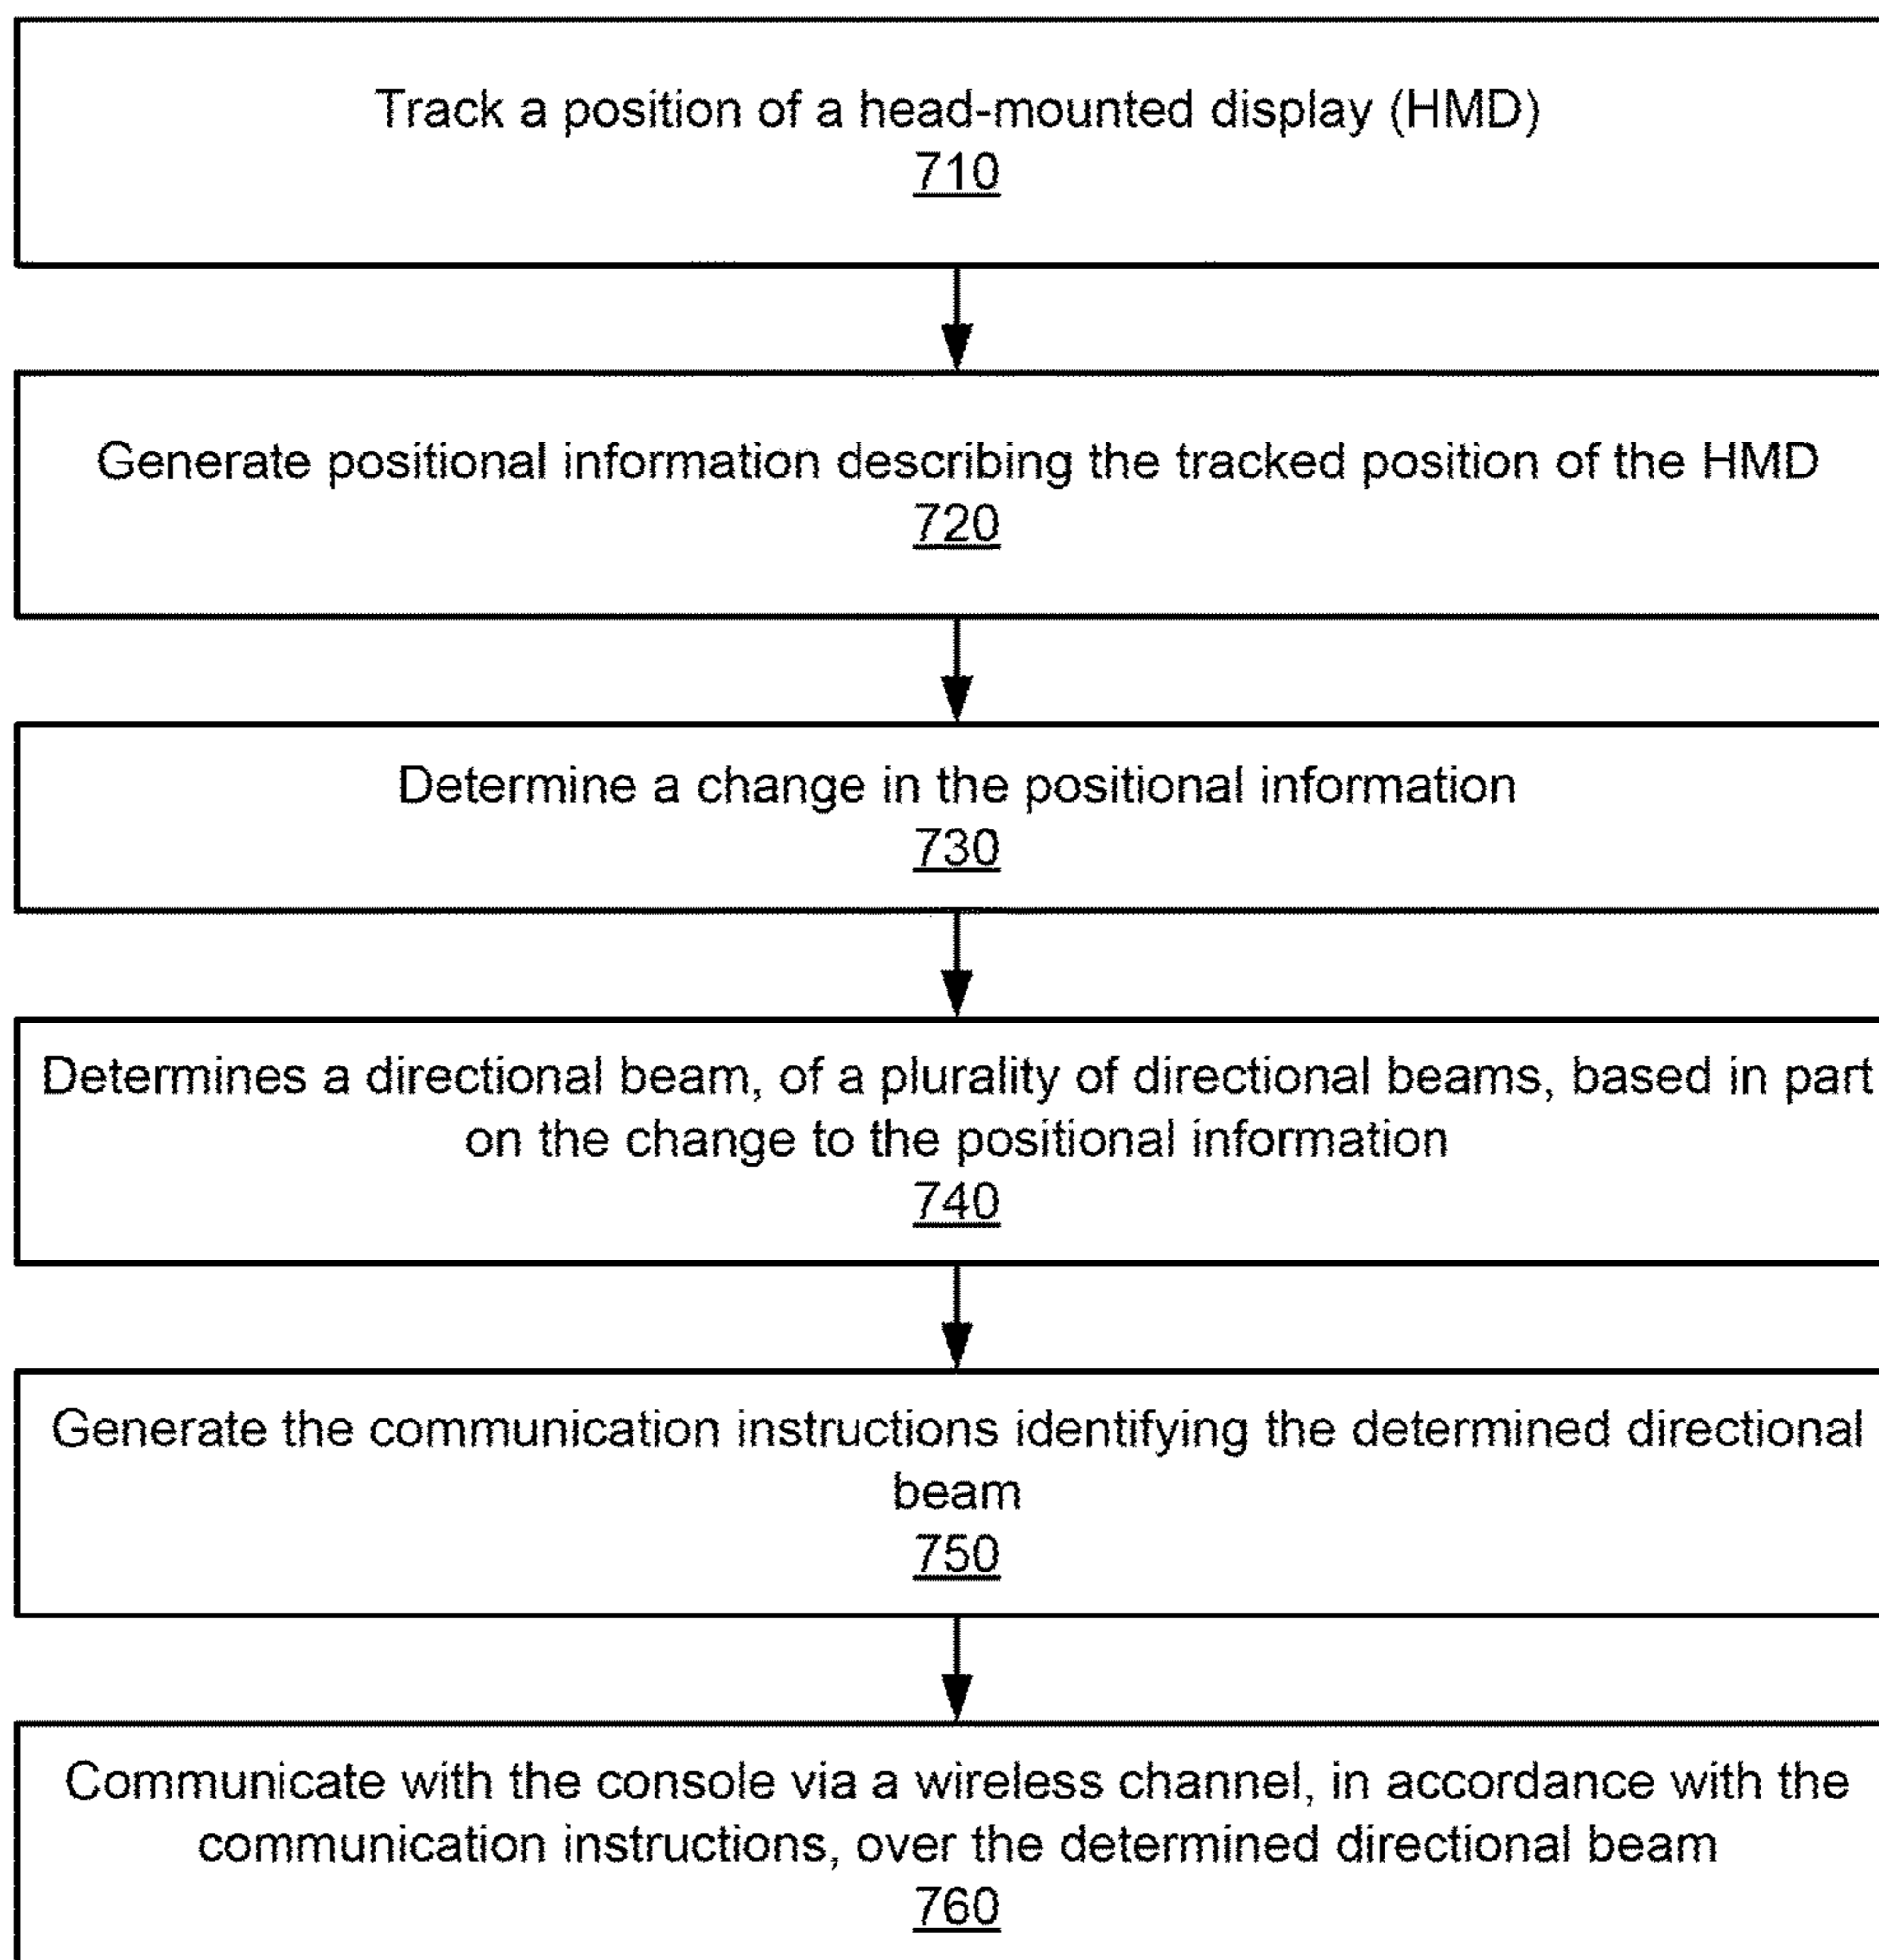 Track a position of a head-mounted display (HMD)
710
Generate positional information describing the tracked position of the HMD
720
Determine a change in the positional information
730
Determines a directional beam, of a plurality of directional beams, based in part
on the change to the positional information
740
Generate the communication instructions identifying the determined directional
beam
750
Communicate with the console via a wireless channel, in accordance with the
communication instructions, over the determined directional beam
760